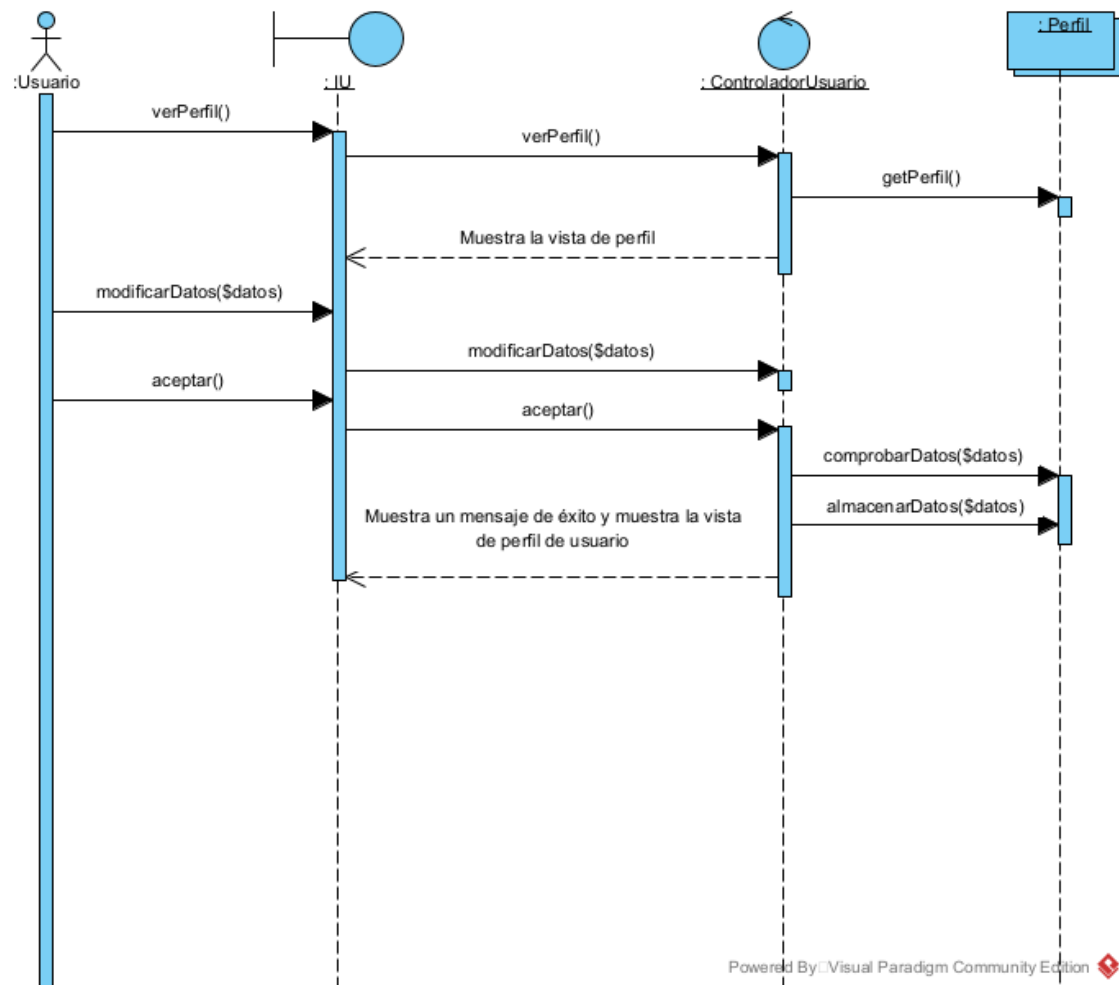 : Perfil
:Usuario
: IU
: ControladorUsuario
verPerfil()
verPerfil()
getPerfil()
Muestra la vista de perfil
modificarDatos($datos)
modificarDatos($datos)
aceptar()
aceptar()
comprobarDatos($datos)
almacenarDatos($datos)
Muestra un mensaje de éxito y muestra la vista
de perfil de usuario
Powered By Visual Paradigm Community Edition